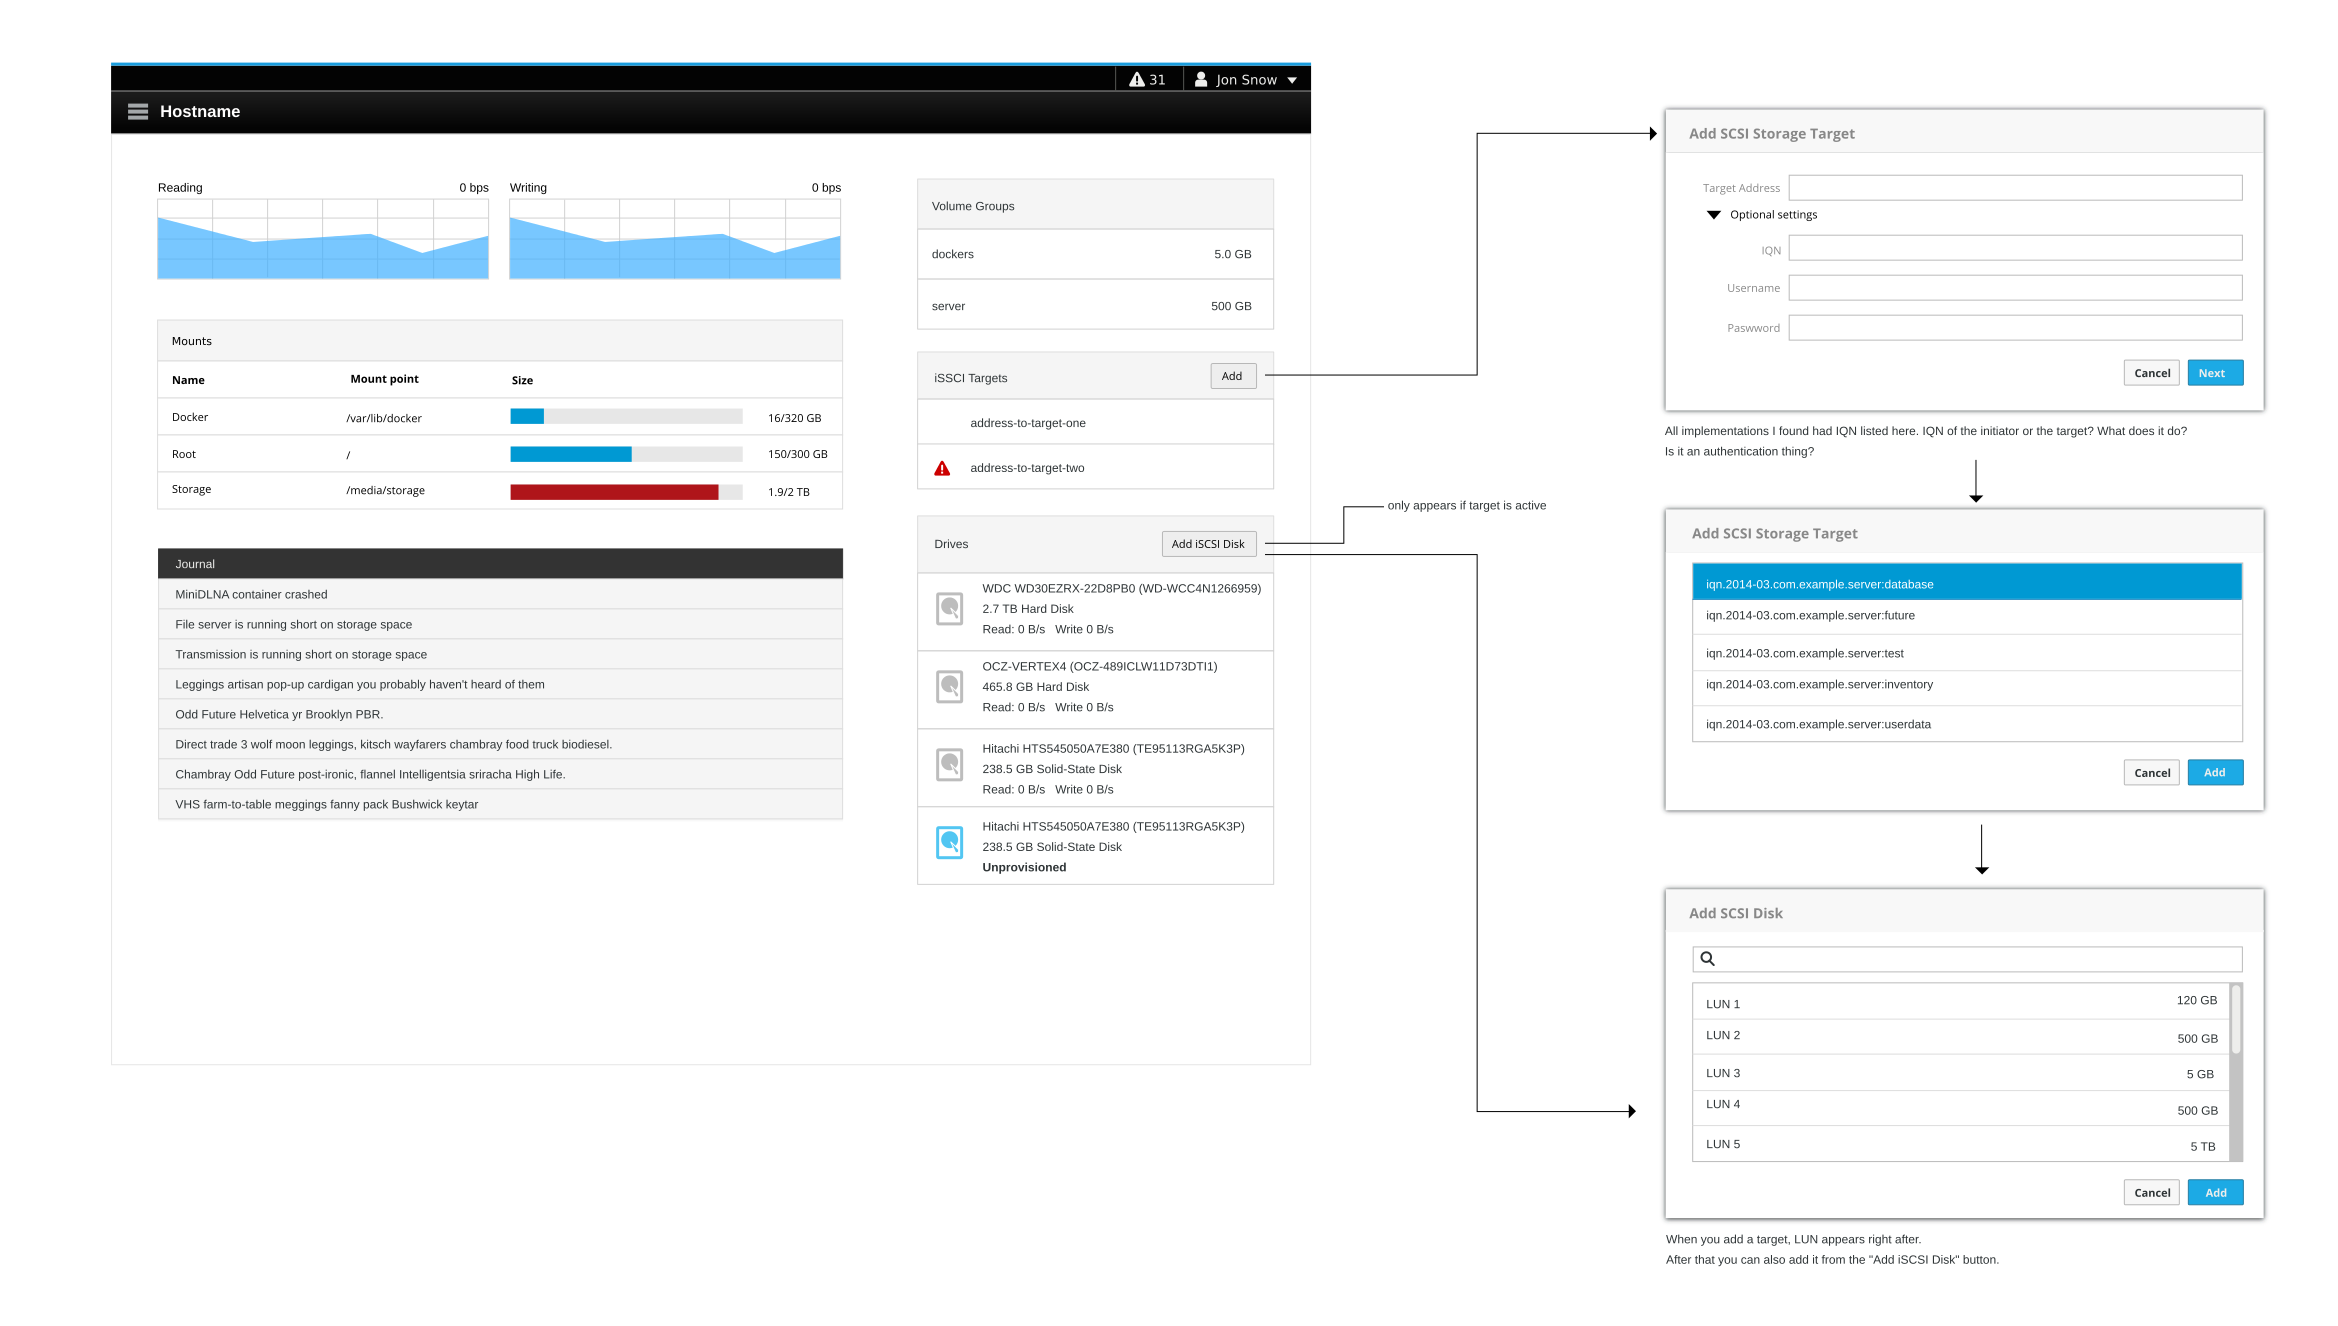 31
Jon Snow
Hostname
Reading 0 bps
Writing 0 bps
Mounts
Name Mount point Size
Docker /var/lib/docker 16/320 GB
Root / 150/300 GB
Storage /media/storage 1.9/2 TB
Journal
MiniDLNA container crashed
File server is running short on storage space
Transmission is running short on storage space
Leggings artisan pop-up cardigan you probably haven't heard of them
Odd Future Helvetica yr Brooklyn PBR.
Direct trade 3 wolf moon leggings, kitsch wayfarers chambray food truck biodiesel.
Chambray Odd Future post-ironic, flannel Intelligentsia sriracha High Life.
VHS farm-to-table meggings fanny pack Bushwick keytar
Volume Groups
dockers 5.0 GB
server 500 GB
iSSCI Targets Add
address-to-target-one
address-to-target-two
Drives Add iSCSI Disk
WDC WD30EZRX-22D8PB0 (WD-WCC4N1266959)
2.7 TB Hard Disk
Read: 0 B/s Write 0 B/s
OCZ-VERTEX4 (OCZ-489ICLW11D73DTI1)
465.8 GB Hard Disk
Read: 0 B/s Write 0 B/s
Hitachi HTS545050A7E380 (TE95113RGA5K3P)
238.5 GB Solid-State Disk
Read: 0 B/s Write 0 B/s
Hitachi HTS545050A7E380 (TE95113RGA5K3P)
238.5 GB Solid-State Disk
Unprovisioned
only appears if target is active
Add SCSI Storage Target
Target Address
Optional settings
IQN
Username
Paswword
Cancel Next
All implementations I found had IQN listed here. IQN of the initiator or the target? What does it do?
Is it an authentication thing?
Add SCSI Storage Target
iqn.2014-03.com.example.server:database
iqn.2014-03.com.example.server:future
iqn.2014-03.com.example.server:test
iqn.2014-03.com.example.server:inventory
iqn.2014-03.com.example.server:userdata
Cancel Add
Add SCSI Disk
LUN 1 120 GB
LUN 2 500 GB
LUN 3 5 GB
LUN 4 500 GB
LUN 5 5 TB
Cancel Add
When you add a target, LUN appears right after.
After that you can also add it from the "Add iSCSI Disk" button.